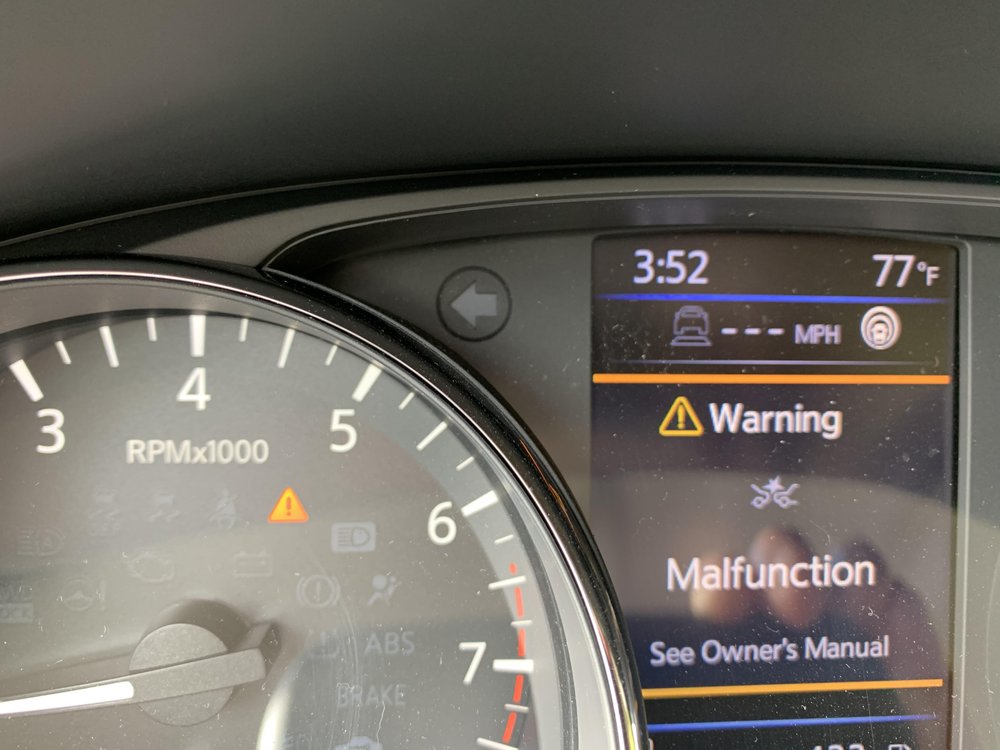 3:52 77°F
--- MPH
Warning
Malfunction
See Owner's Manual
3 4 5 6 7
RPMx1000
ABS
BRAKE